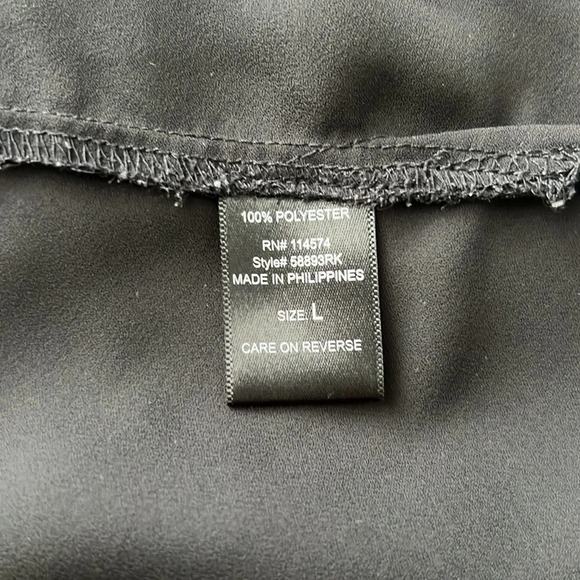 100% POLYESTER
RN# 114574
Style# 58893RK
MADE IN PHILIPPINES
SIZE: L
CARE ON REVERSE